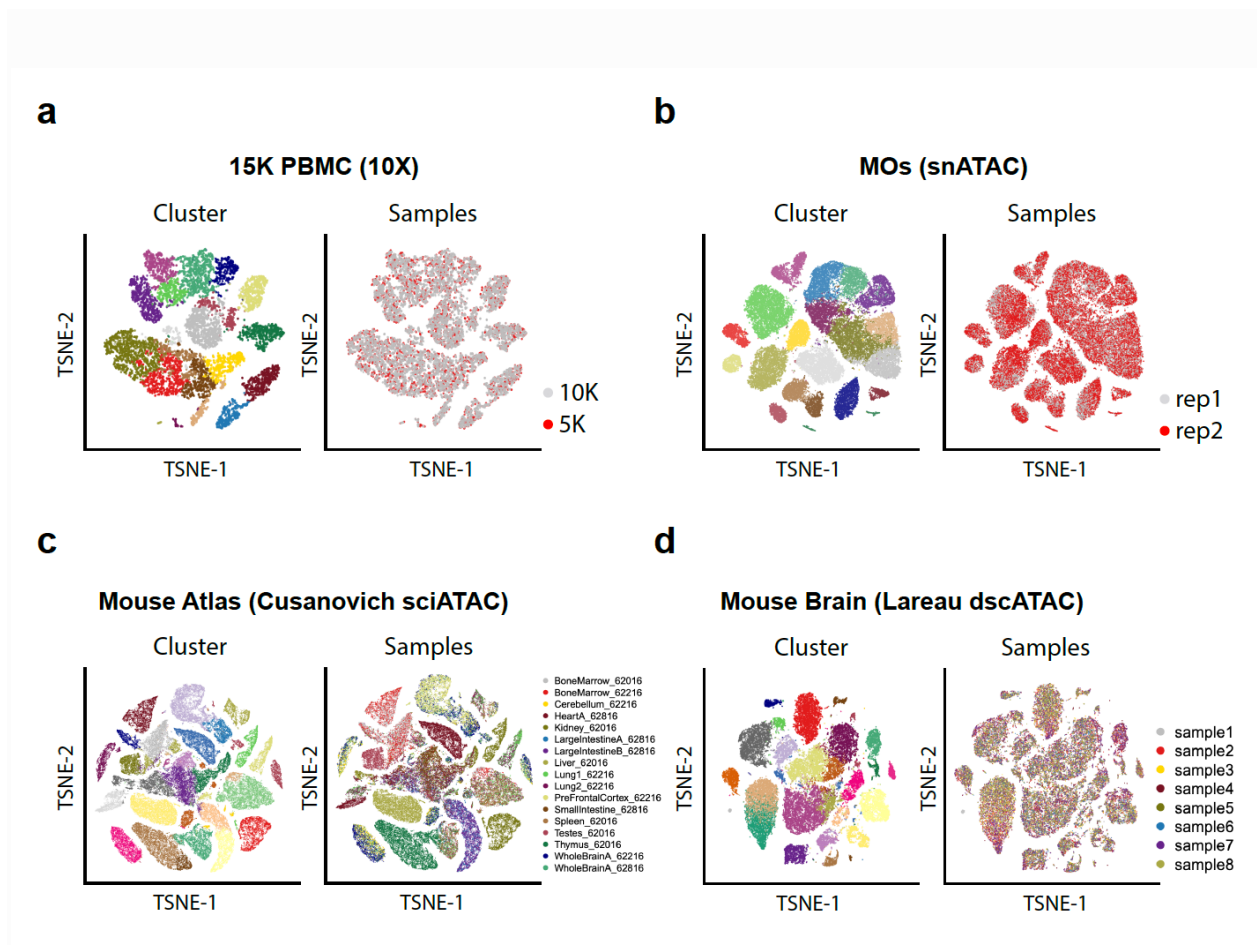 a
15K PBMC (10X)
Cluster
Samples
TSNE-2
TSNE-2
10K
5K
TSNE-1
TSNE-1
b
MOs (snATAC)
Cluster
Samples
TSNE-2
TSNE-2
rep1
rep2
TSNE-1
TSNE-1
c
Mouse Atlas (Cusanovich sciATAC)
Cluster
Samples
TSNE-2
TSNE-2
BoneMarrow_62016
BoneMarrow_62216
Cerebellum_62216
HeartA_62816
Kidney_62016
LargeIntestineA_62816
LargeIntestineB_62816
Liver_62016
Lung1_62216
Lung2_62216
PreFrontalCortex_62216
SmallIntestine_62816
Spleen_62016
Testes_62016
Thymus_62016
WholeBrainA_62216
WholeBrainA_62816
TSNE-1
TSNE-1
d
Mouse Brain (Lareau dscATAC)
Cluster
Samples
TSNE-2
TSNE-2
sample1
sample2
sample3
sample4
sample5
sample6
sample7
sample8
TSNE-1
TSNE-1